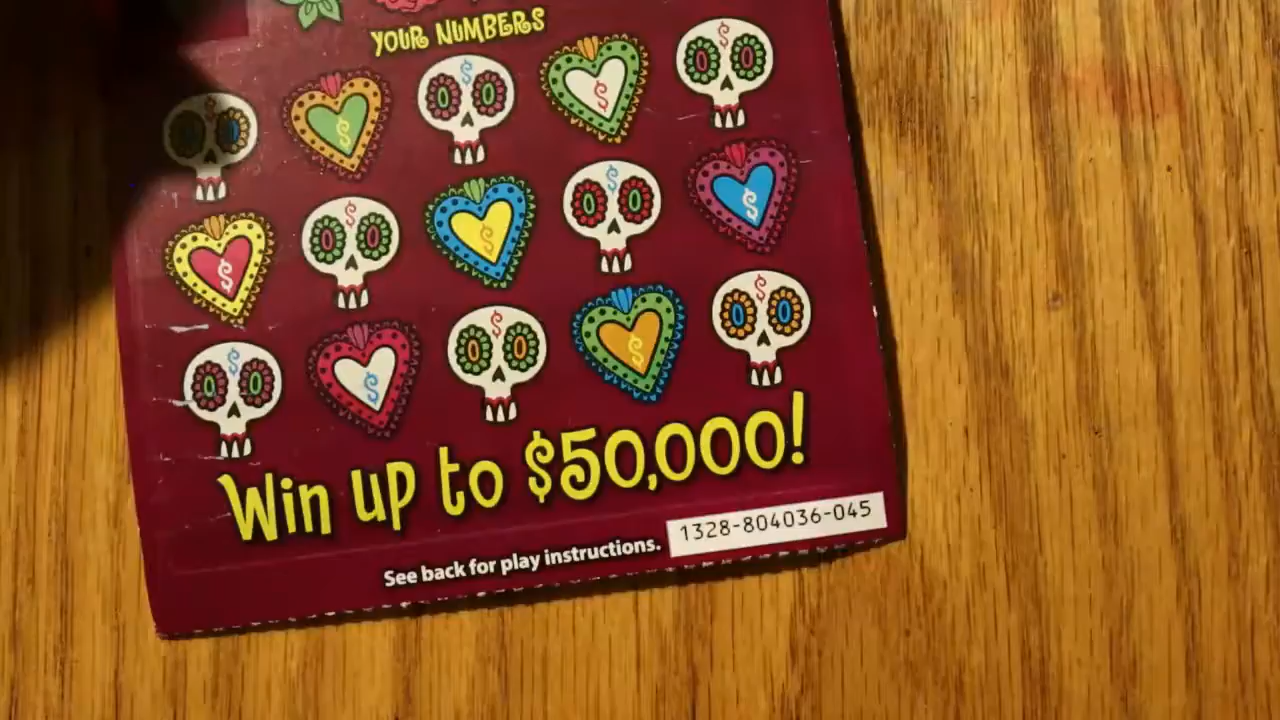 YOUR NUMBERS
$ $ $ $ $
$ $ $ $ $
$ $ $ $ $
Win up to $50,000!
See back for play instructions. 1328-804036-045